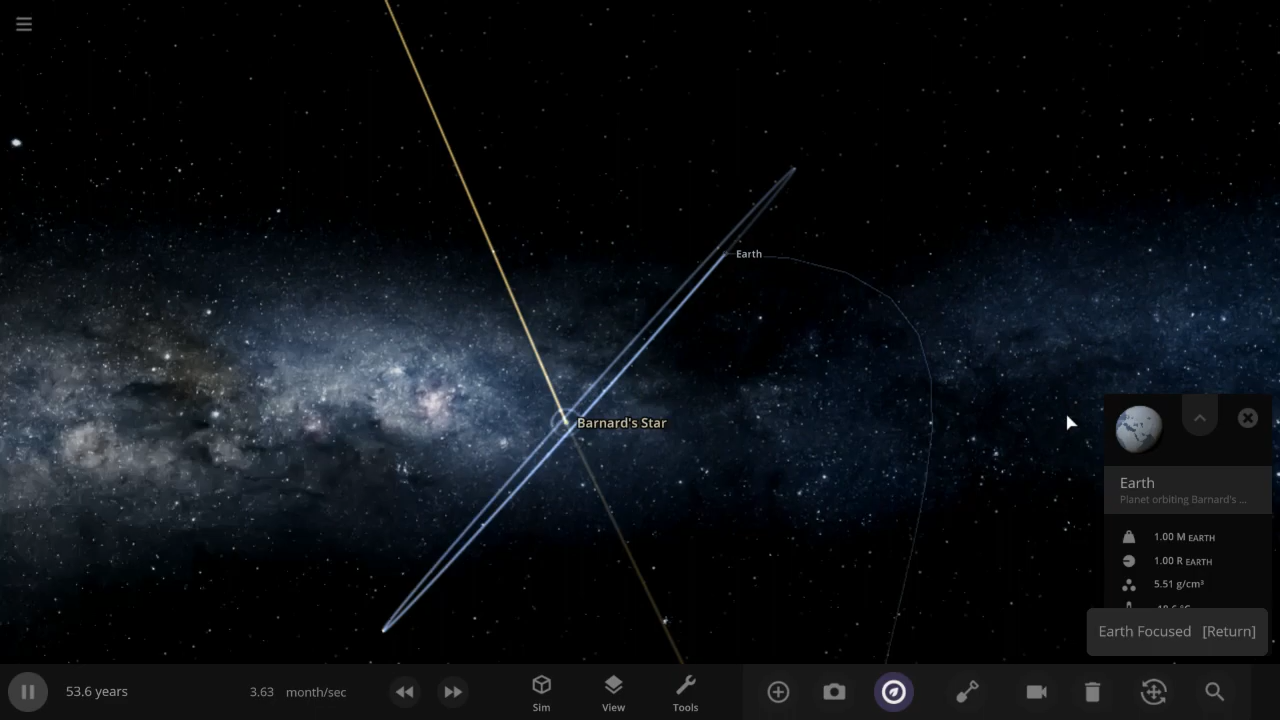 Earth
Barnard's Star
Earth
Planet orbiting Barnard's ...
1.00 M EARTH
1.00 R EARTH
5.51 g/cm³
Earth Focused [Return]
53.6 years
3.63 month/sec
Sim
View
Tools